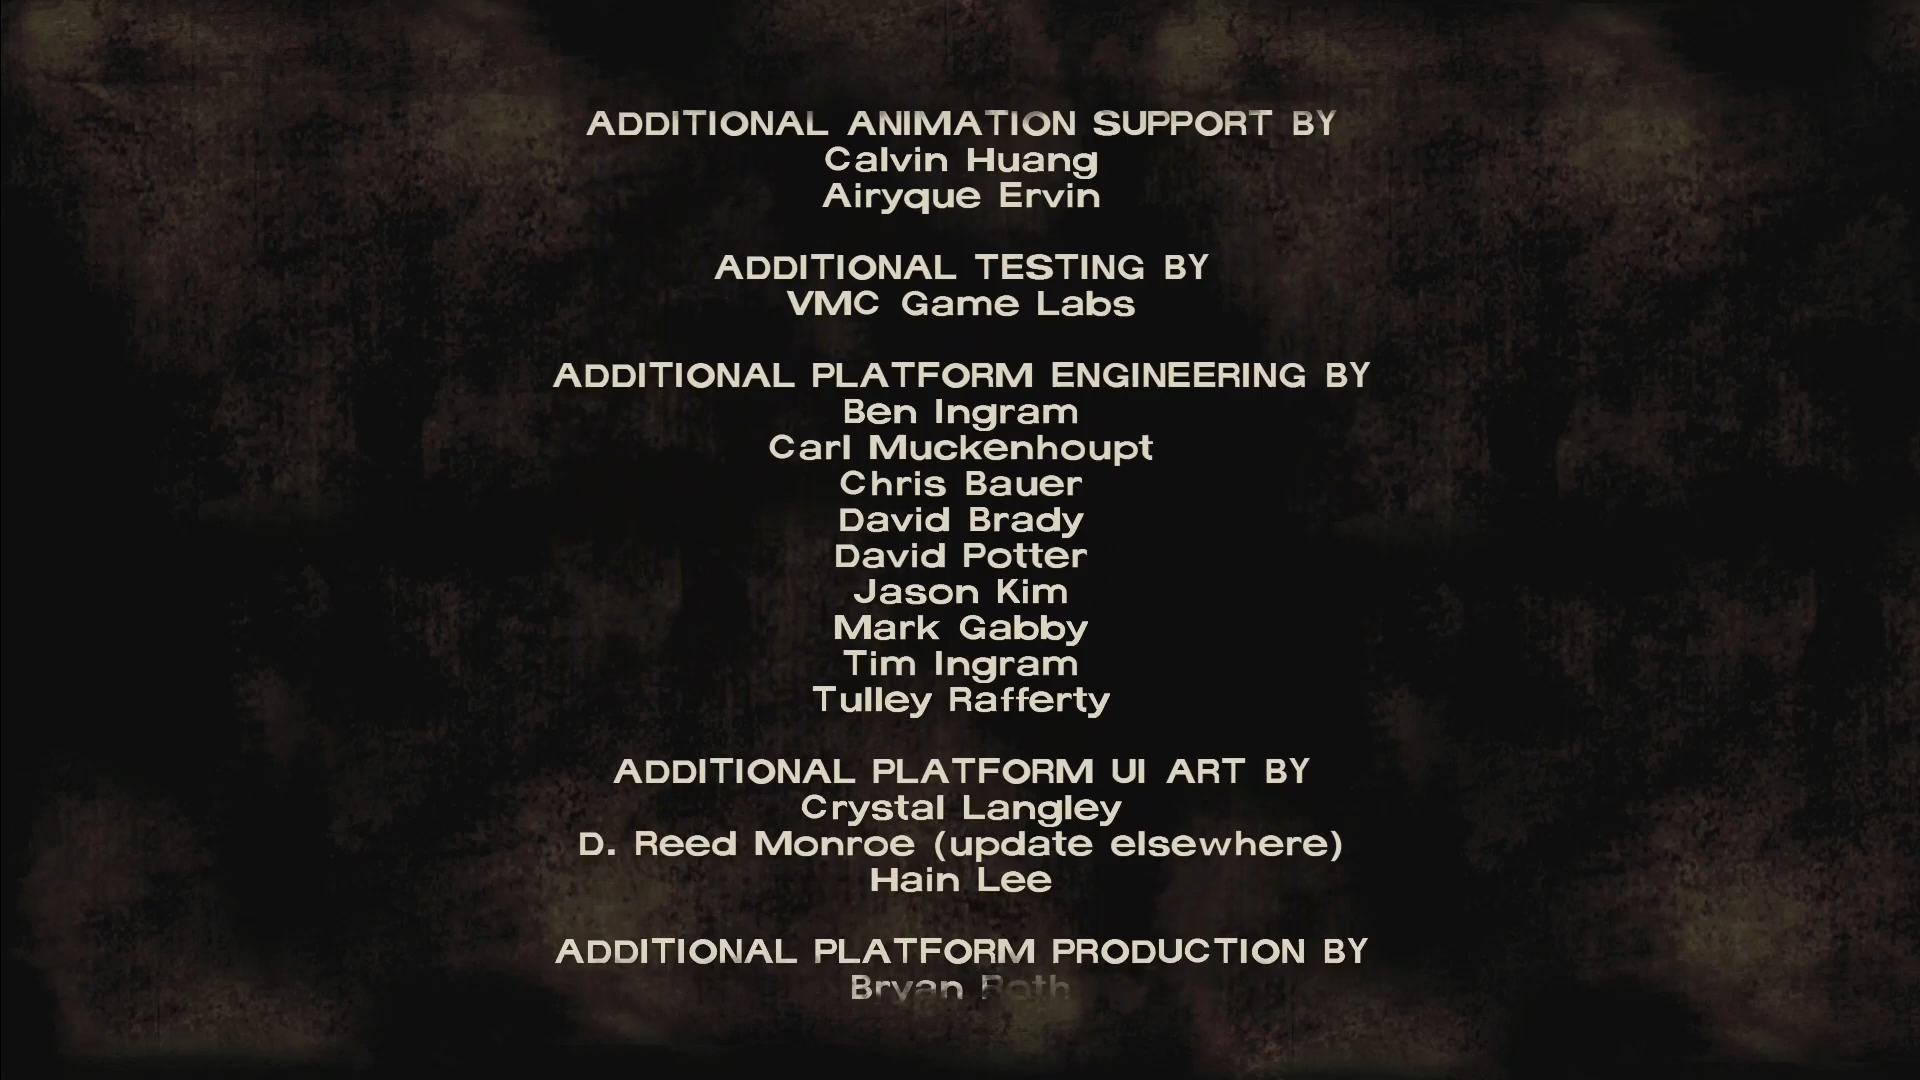 ADDITIONAL ANIMATION SUPPORT BY
Calvin Huang
Airyque Ervin
ADDITIONAL TESTING BY
VMC Game Labs
ADDITIONAL PLATFORM ENGINEERING BY
Ben Ingram
Carl Muckenhoupt
Chris Bauer
David Brady
David Potter
Jason Kim
Mark Gabby
Tim Ingram
Tulley Rafferty
ADDITIONAL PLATFORM UI ART BY
Crystal Langley
D. Reed Monroe (update elsewhere)
Hain Lee
ADDITIONAL PLATFORM PRODUCTION BY
Bryan Roth